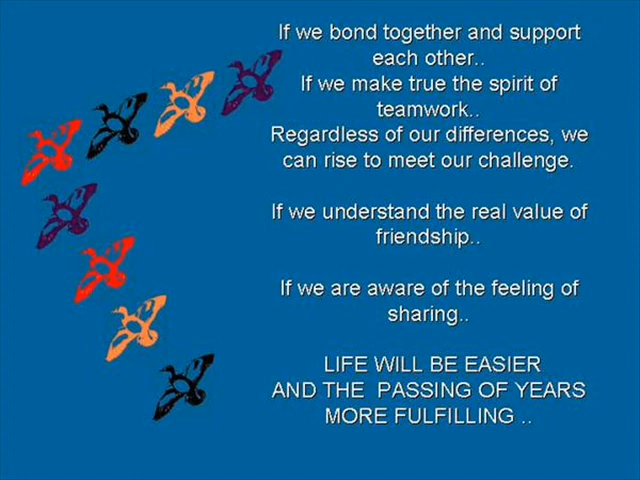 If we bond together and support
each other..
If we make true the spirit of
teamwork..
Regardless of our differences, we
can rise to meet our challenge.
If we understand the real value of
friendship..
If we are aware of the feeling of
sharing..
LIFE WILL BE EASIER
AND THE  PASSING OF YEARS
MORE FULFILLING ..